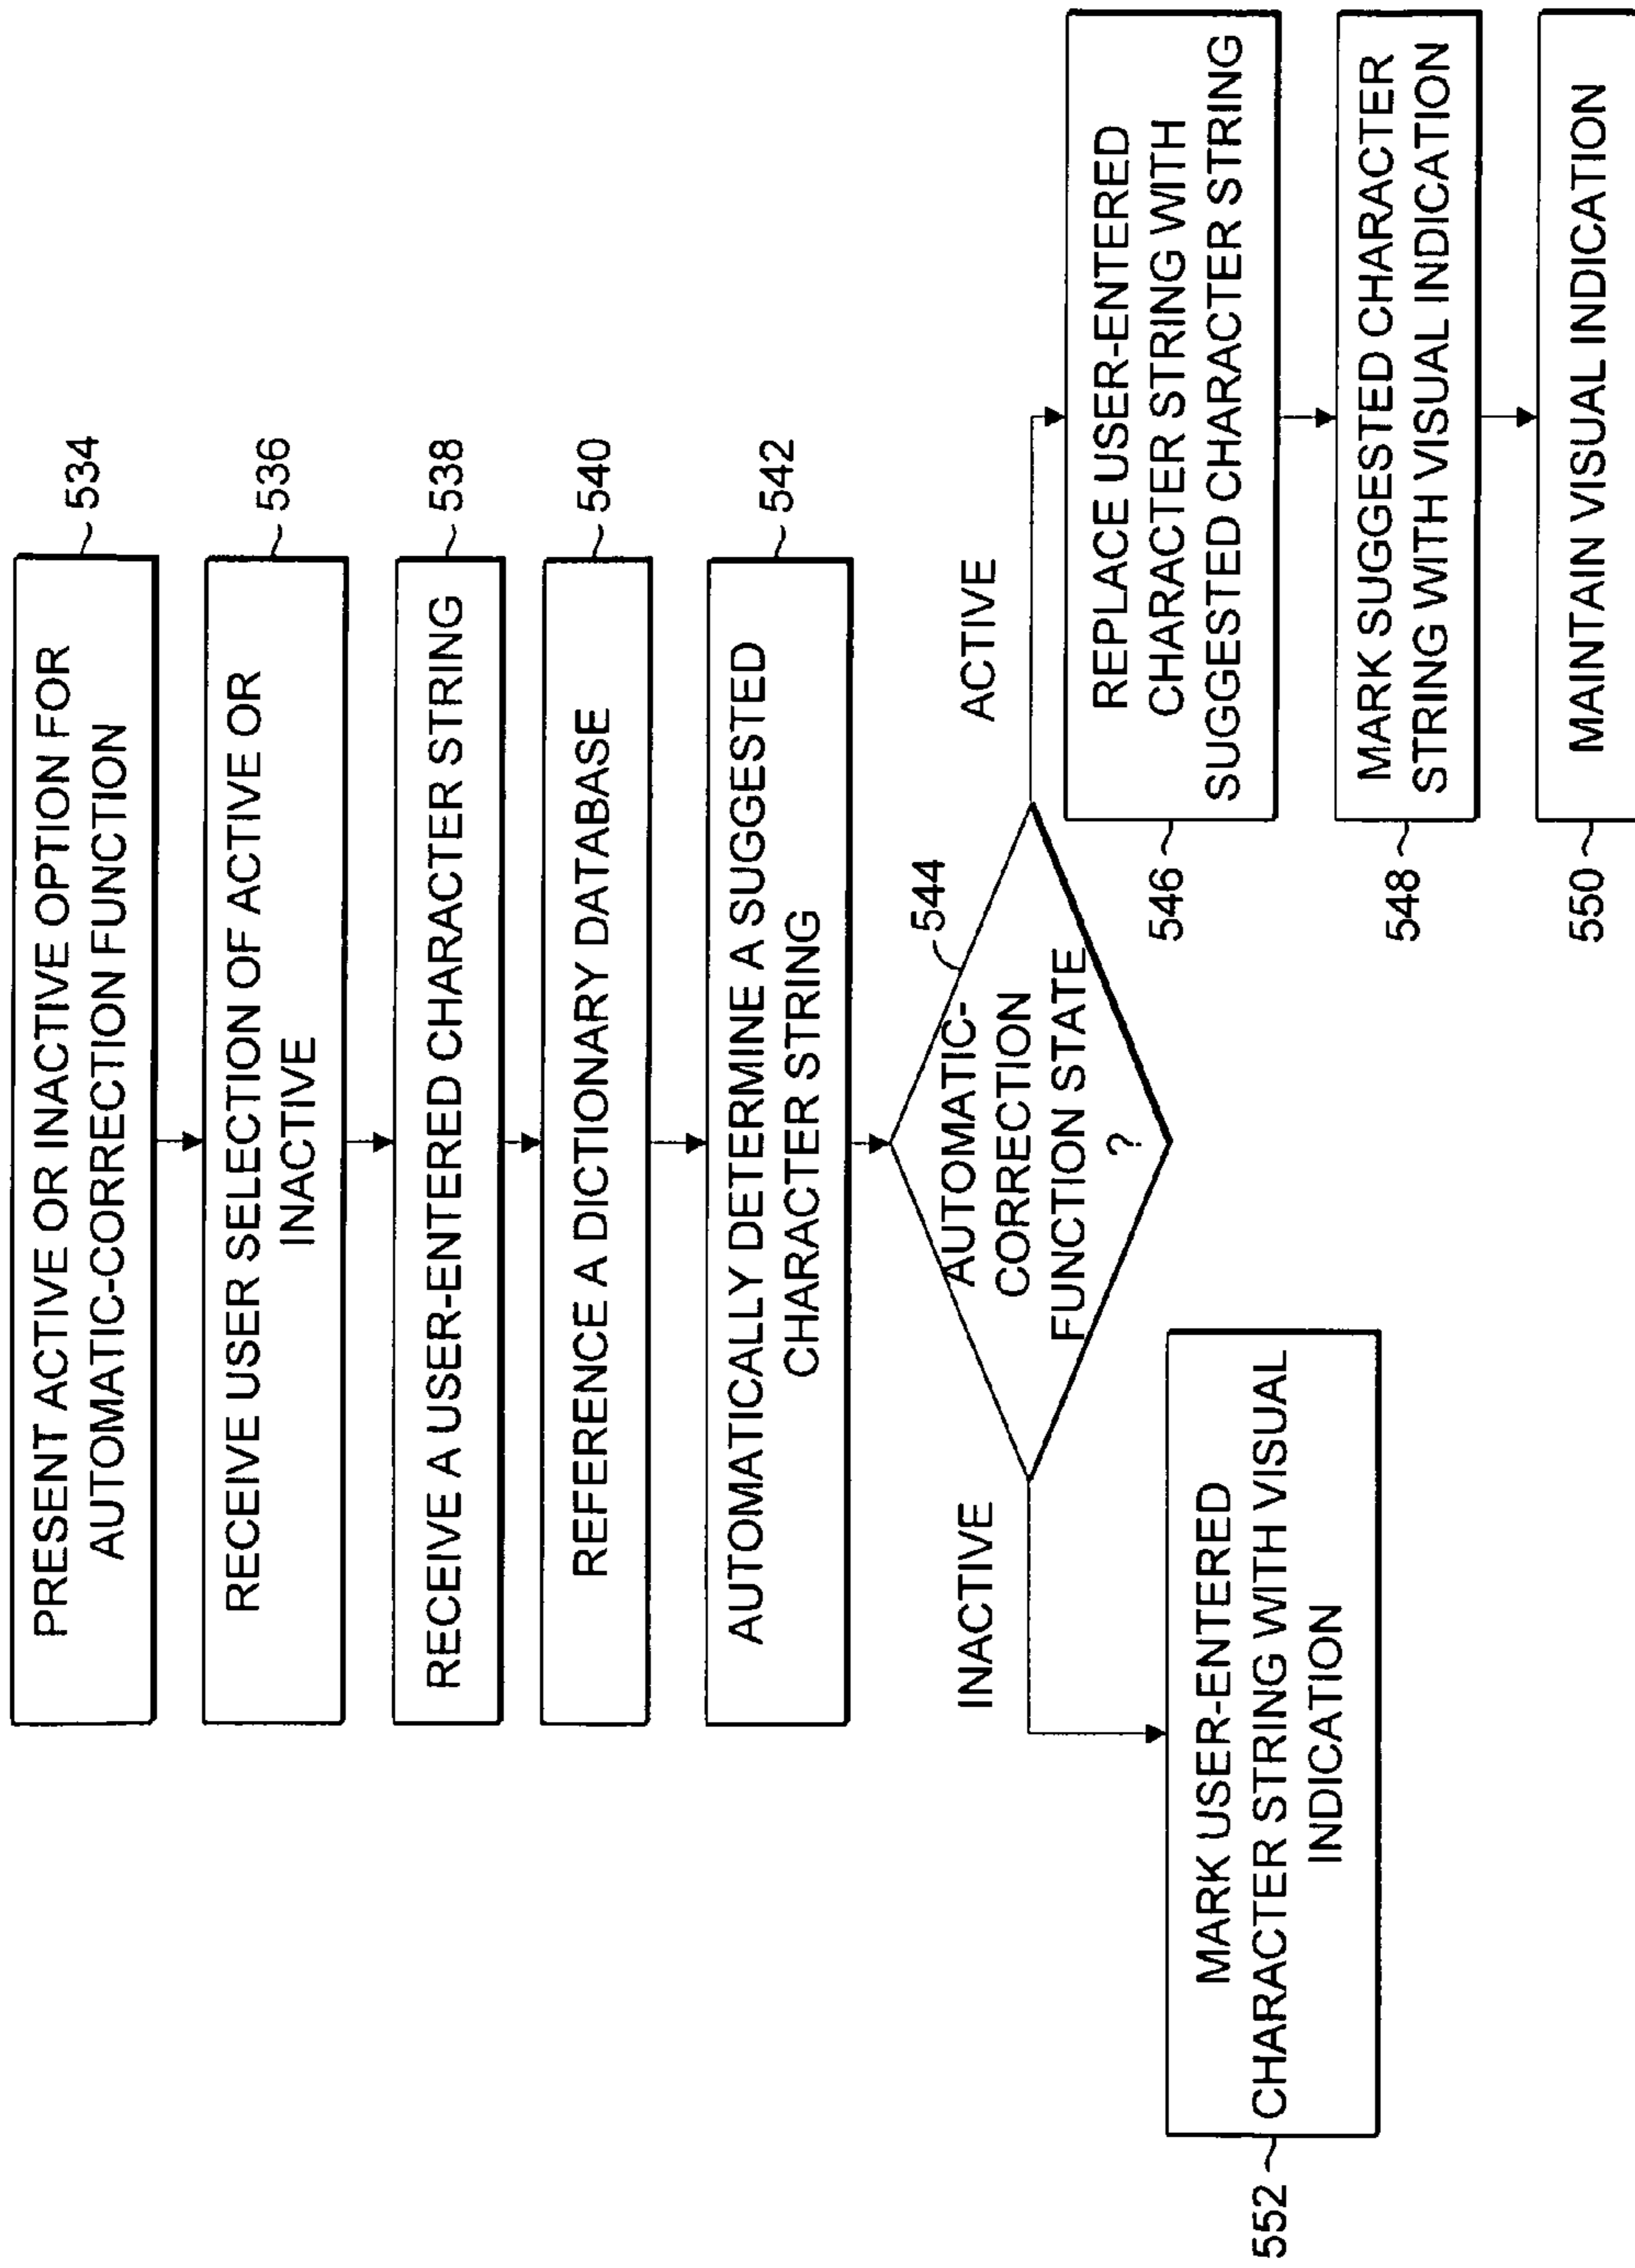 PRESENT ACTIVE OR INACTIVE OPTION FOR
AUTOMATIC-CORRECTION FUNCTION
534
RECEIVE USER SELECTION OF ACTIVE OR
INACTIVE
536
RECEIVE A USER-ENTERED CHARACTER STRING
538
REFERENCE A DICTIONARY DATABASE
540
AUTOMATICALLY DETERMINE A SUGGESTED
CHARACTER STRING
542
AUTOMATIC-
CORRECTION
FUNCTION STATE
?
544
INACTIVE
ACTIVE
MARK USER-ENTERED
CHARACTER STRING WITH VISUAL
INDICATION
552
REPLACE USER-ENTERED
CHARACTER STRING WITH
SUGGESTED CHARACTER STRING
546
MARK SUGGESTED CHARACTER
STRING WITH VISUAL INDICATION
548
MAINTAIN VISUAL INDICATION
550